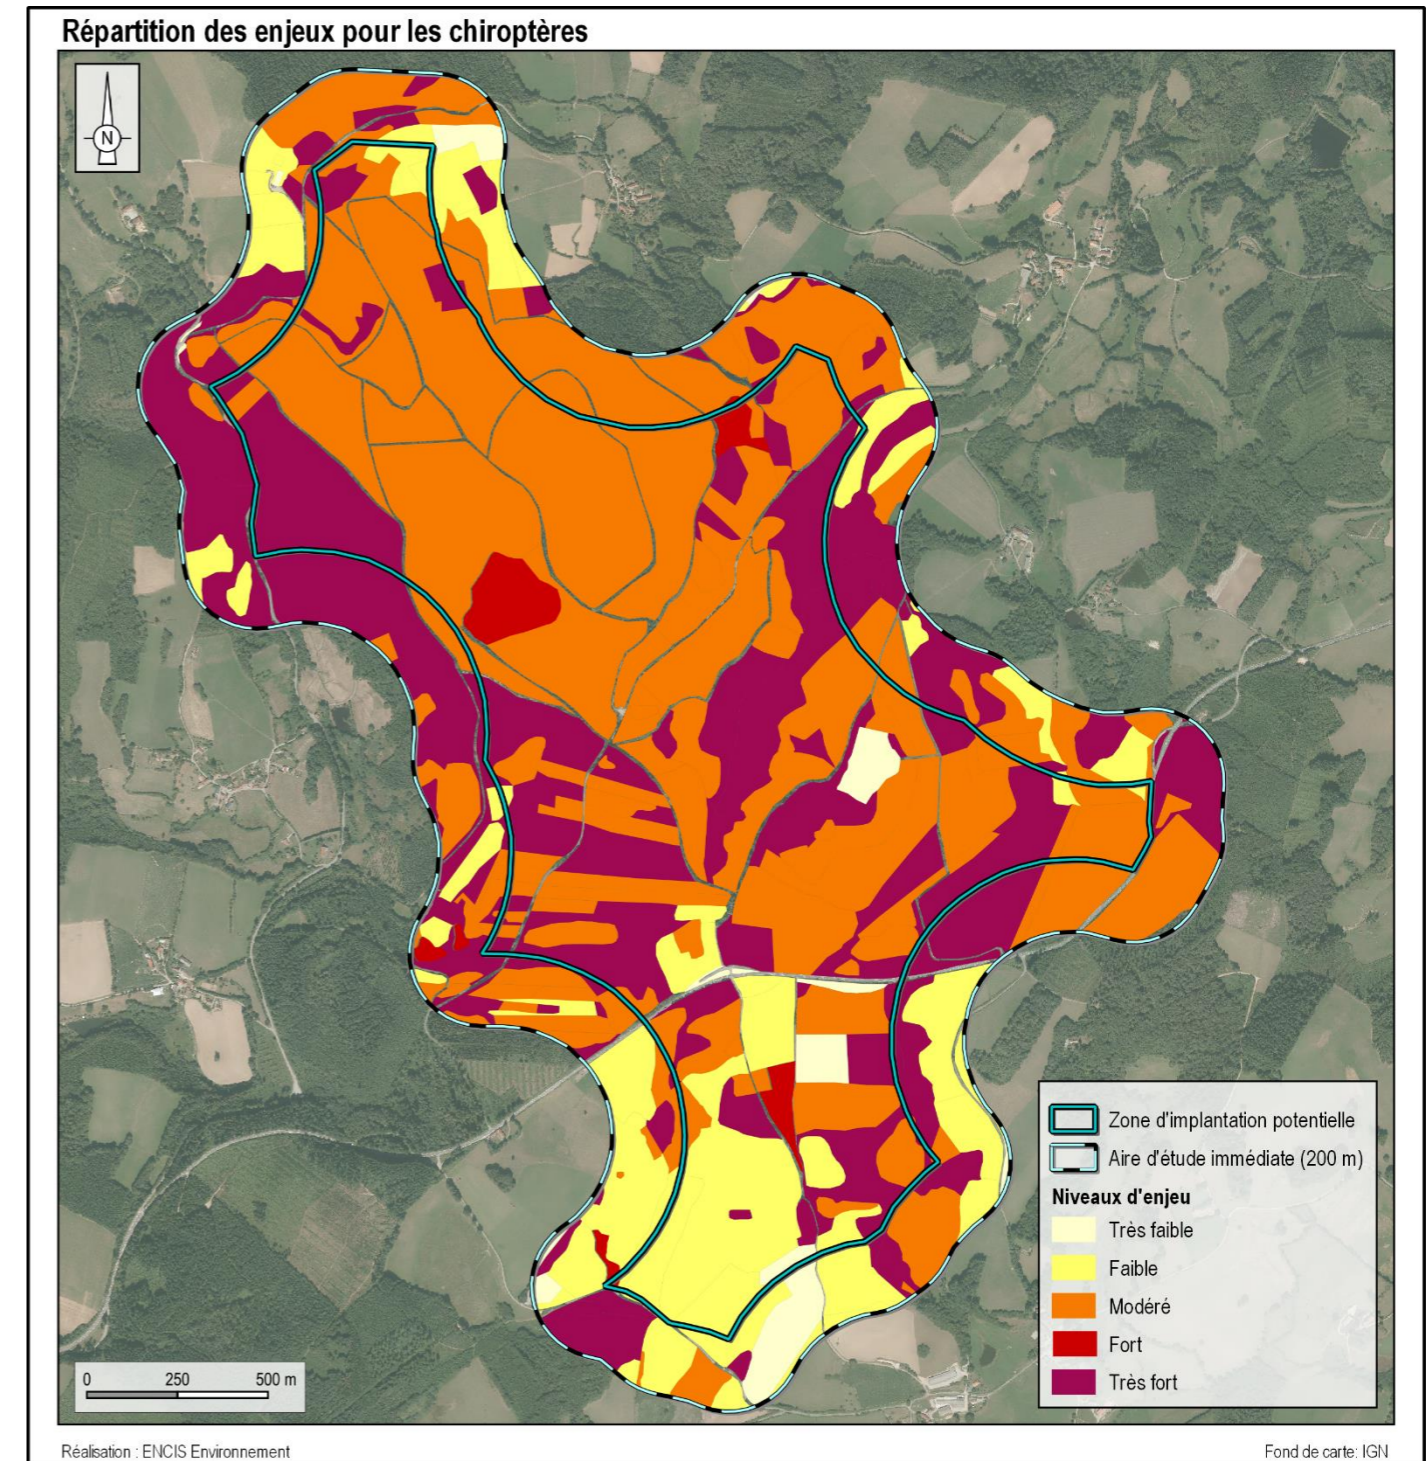 Répartition des enjeux pour les chiroptères
N
Zone d'implantation potentielle
Aire d'étude immédiate (200 m)
Niveaux d'enjeu
Très faible
Faible
Modéré
Fort
Très fort
0 250 500 m
Réalisation : ENCIS Environnement
Fond de carte: IGN